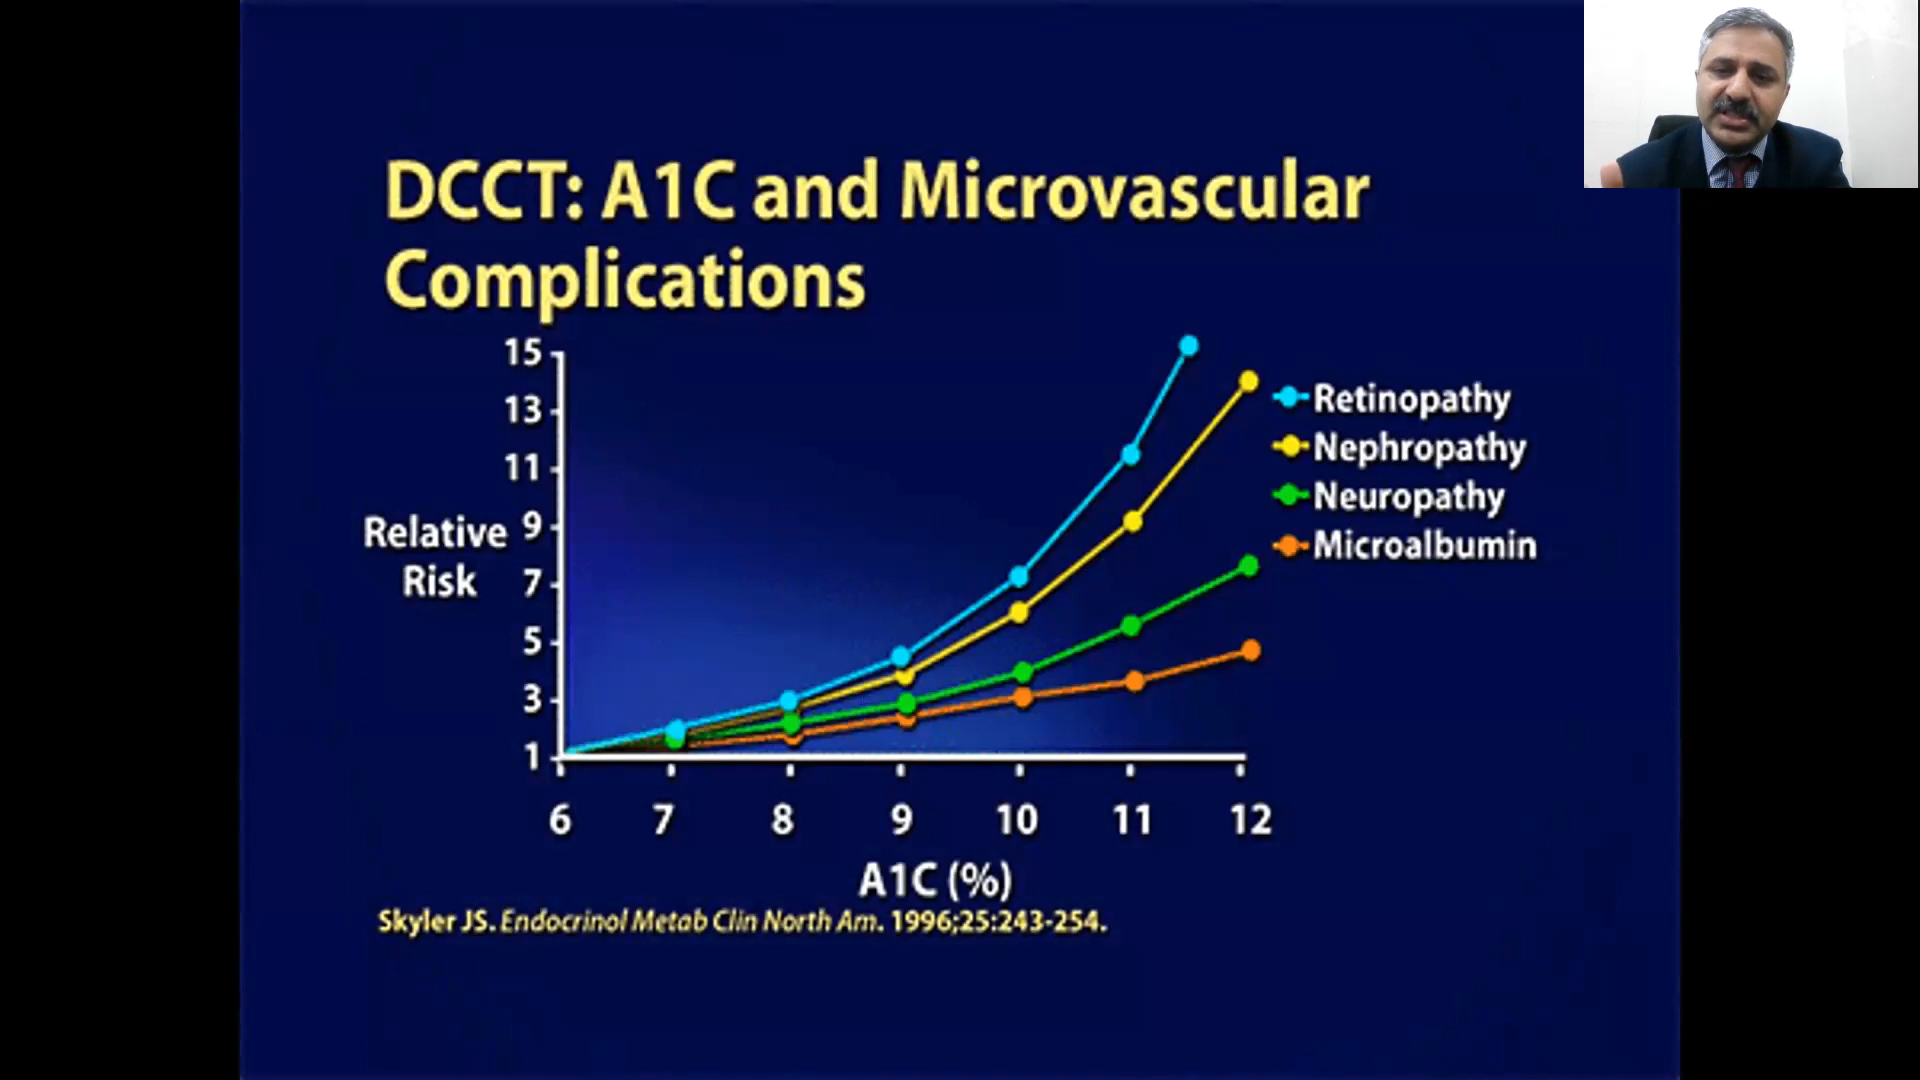 DCCT: A1C and Microvascular
Complications
15
13
11
9
7
5
3
1
Relative
Risk
6 7 8 9 10 11 12
A1C (%)
Retinopathy
Nephropathy
Neuropathy
Microalbumin
Skyler JS. Endocrinol Metab Clin North Am. 1996;25:243-254.